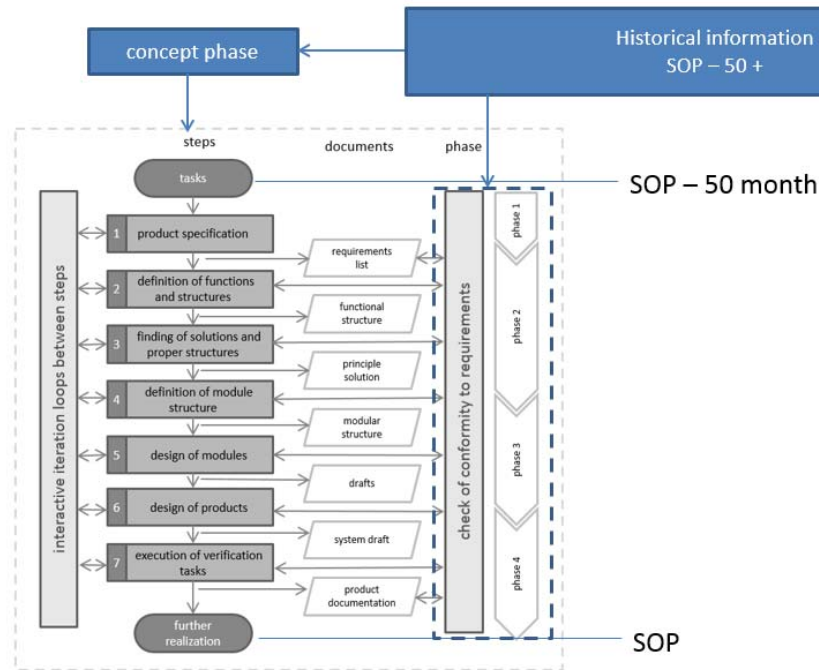 concept phase
Historical information
SOP – 50 +
steps
documents
phase
tasks
SOP – 50 month
1
product specification
requirements
list
2
definition of functions
and structures
functional
structure
3
finding of solutions and
proper structures
principle
solution
4
definition of module
structure
modular
structure
5
design of modules
drafts
6
design of products
system draft
7
execution of verification
tasks
product
documentation
further
realization
SOP
interactive iteration loops between steps
check of conformity to requirements
phase 1
phase 2
phase 3
phase 4